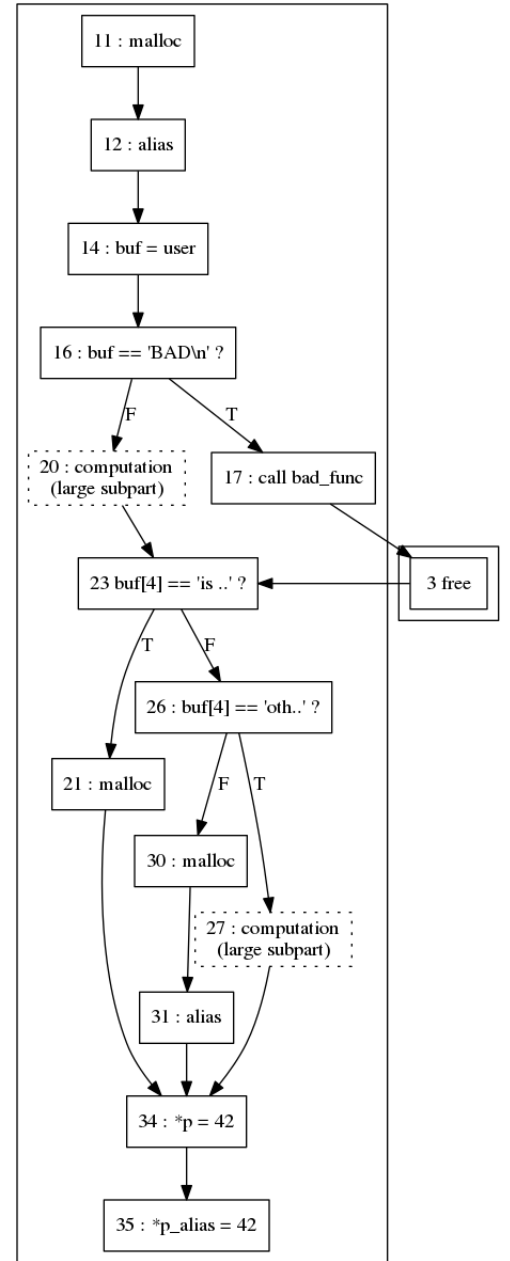 11 : malloc
12 : alias
14 : buf = user
16 : buf == 'BAD\n' ?
F
T
20 : computation
(large subpart)
17 : call bad_func
23 buf[4] == 'is ..' ?
3 free
T
F
26 : buf[4] == 'oth..' ?
21 : malloc
F
T
30 : malloc
27 : computation
(large subpart)
31 : alias
34 : *p = 42
35 : *p_alias = 42